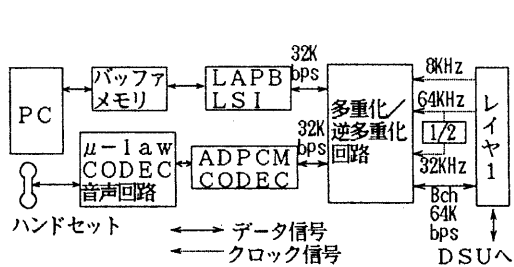 PC
バッファ
メモリ
LAPB
LSI
32K
bps
8KHz
64KHz
1/2
32KHz
多重化/
逆多重化
回路
レイヤ1
μ-law
CODEC
音声回路
ADPCM
CODEC
32K
bps
Bch
64K
bps
ハンドセット
データ信号
クロック信号
DSUへ